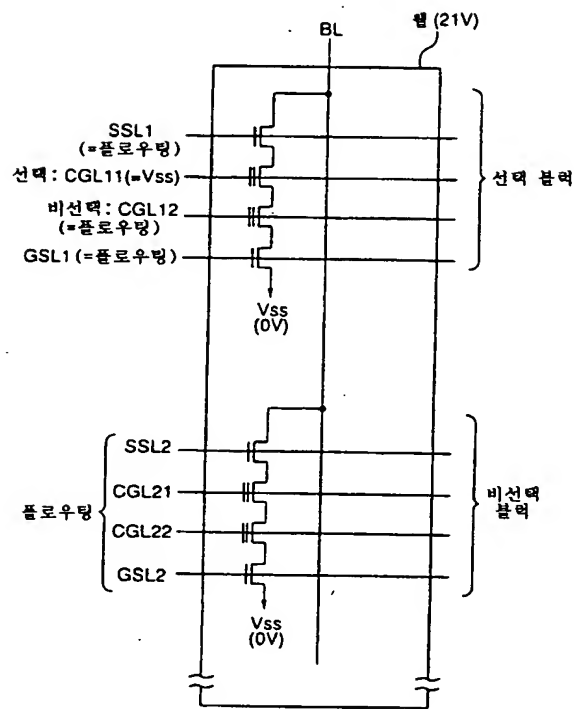 웰 (21V)
BL
SSL1
(=플로우팅)
선택: CGL11(=Vss)
비선택: CGL12
(=플로우팅)
GSL1 (=플로우팅)
선택 블럭
Vss
(0V)
SSL2
CGL21
플로우팅
CGL22
GSL2
비선택
블럭
Vss
(0V)